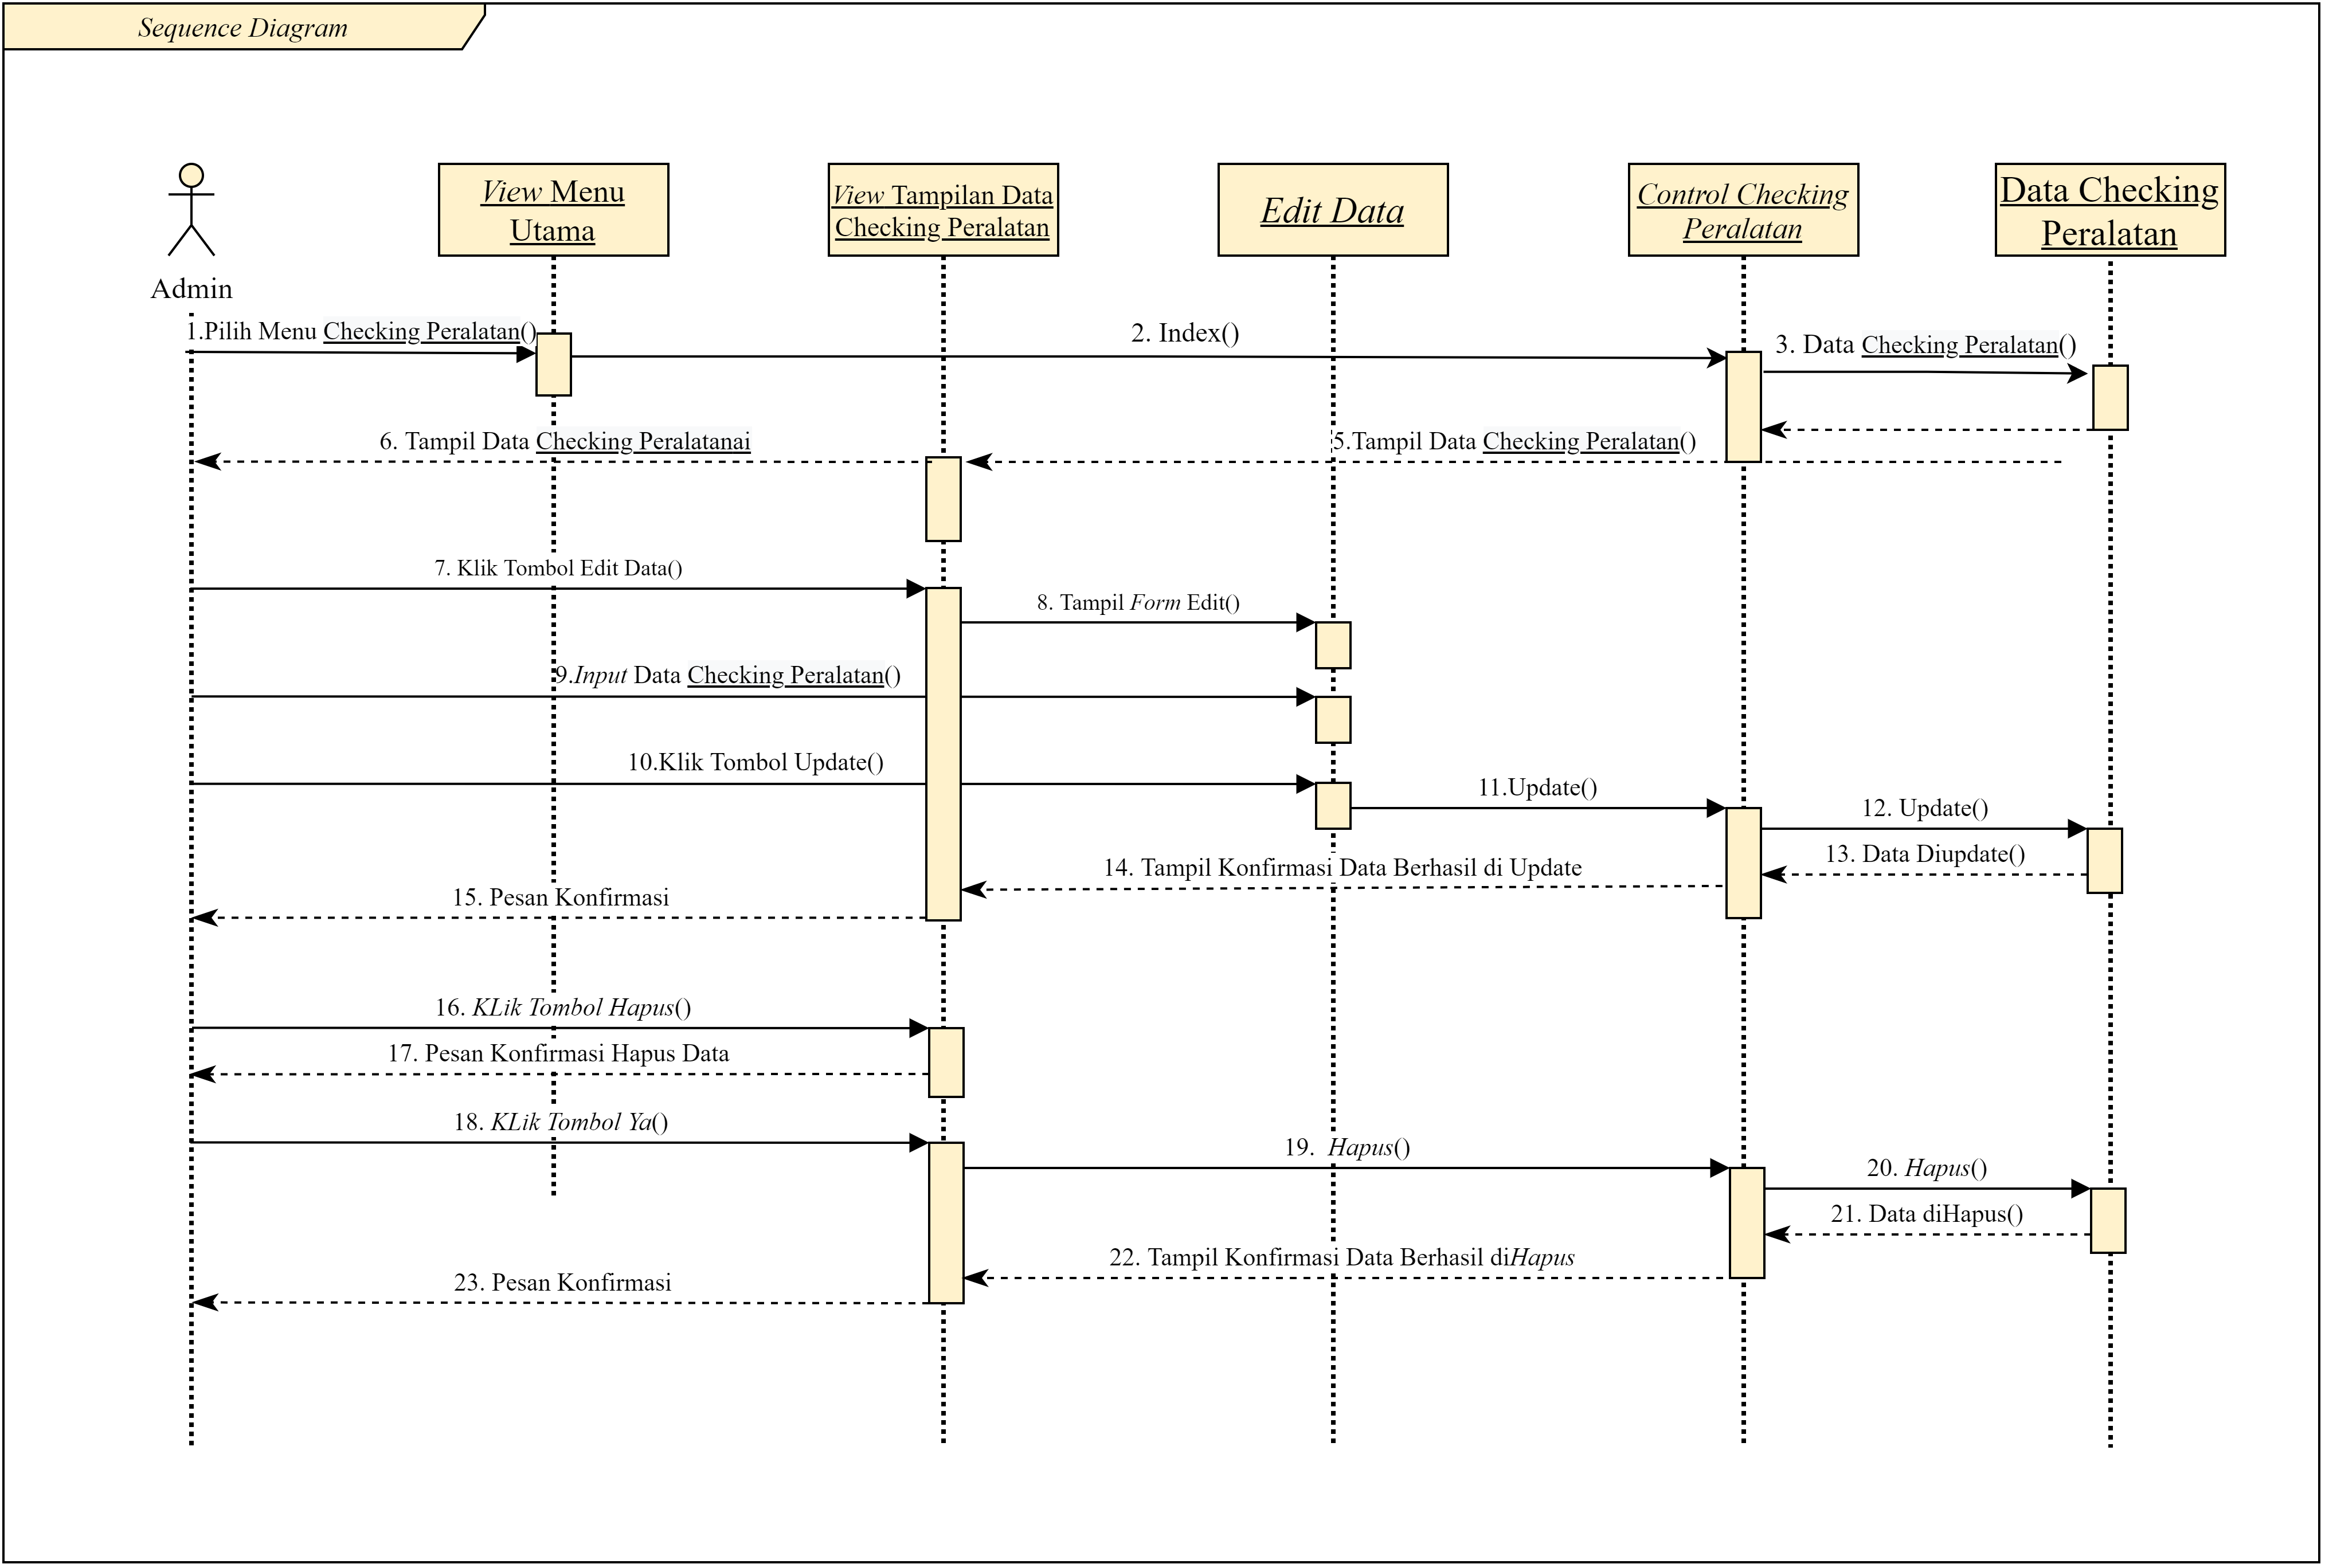 Sequence Diagram
View Menu
Utama
View Tampilan Data
Checking Peralatan
Edit Data
Control Checking
Peralatan
Data Checking
Peralatan
Admin
1.Pilih Menu Checking Peralatan()
2. Index()
3. Data Checking Peralatan()
6. Tampil Data Checking Peralatanai
5.Tampil Data Checking Peralatan()
7. Klik Tombol Edit Data()
8. Tampil Form Edit()
9.Input Data Checking Peralatan()
10.Klik Tombol Update()
11.Update()
12. Update()
13. Data Diupdate()
14. Tampil Konfirmasi Data Berhasil di Update
15. Pesan Konfirmasi
16. KLik Tombol Hapus()
17. Pesan Konfirmasi Hapus Data
18. KLik Tombol Ya()
19. Hapus()
20. Hapus()
21. Data diHapus()
22. Tampil Konfirmasi Data Berhasil diHapus
23. Pesan Konfirmasi